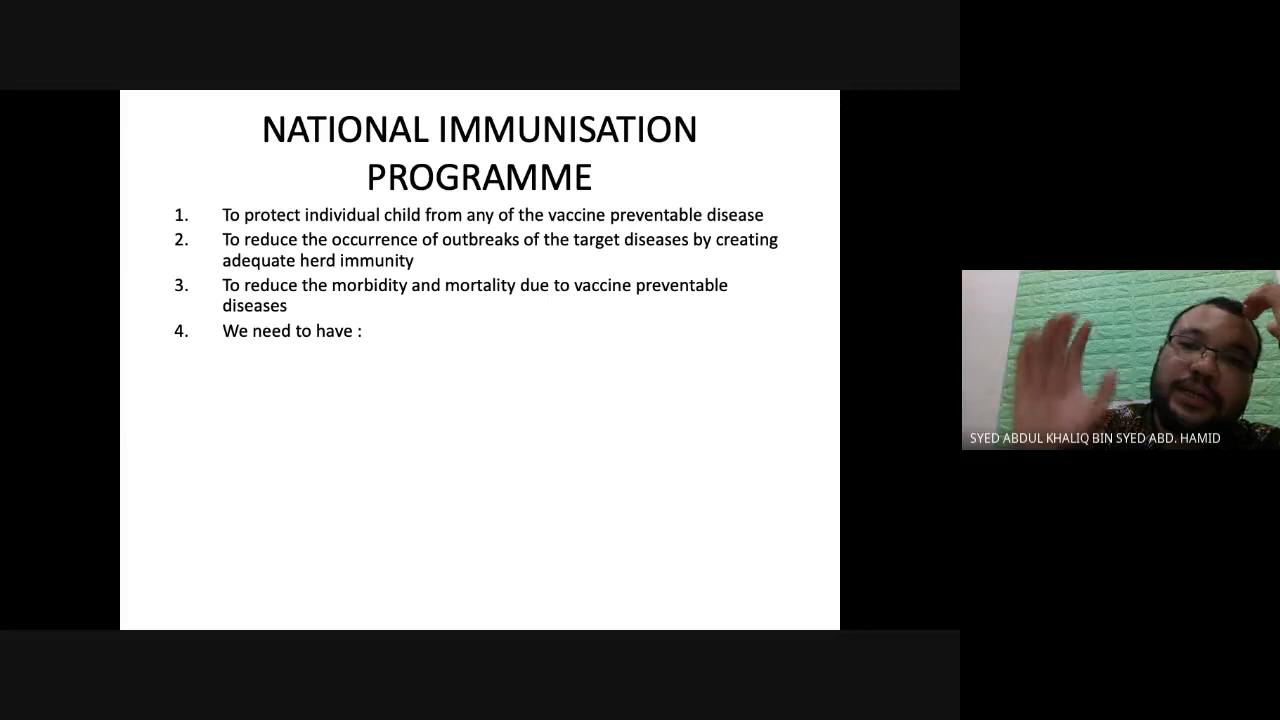 NATIONAL IMMUNISATION
PROGRAMME
1. To protect individual child from any of the vaccine preventable disease
2. To reduce the occurrence of outbreaks of the target diseases by creating
adequate herd immunity
3. To reduce the morbidity and mortality due to vaccine preventable
diseases
4. We need to have :
SYED ABDUL KHALIQ BIN SYED ABD. HAMID